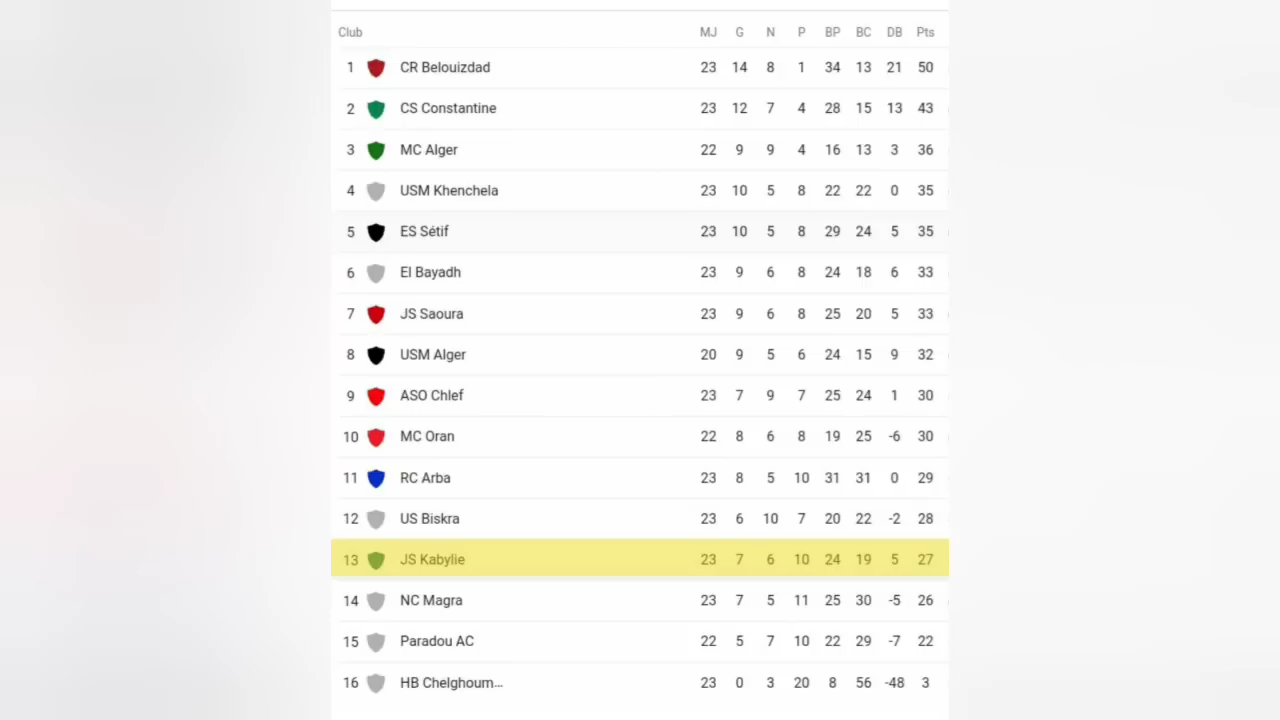 Club MJ G N P BP BC DB Pts
1 CR Belouizdad 23 14 8 1 34 13 21 50
2 CS Constantine 23 12 7 4 28 15 13 43
3 MC Alger 22 9 9 4 16 13 3 36
4 USM Khenchela 23 10 5 8 22 22 0 35
5 ES Sétif 23 10 5 8 29 24 5 35
6 El Bayadh 23 9 6 8 24 18 6 33
7 JS Saoura 23 9 6 8 25 20 5 33
8 USM Alger 20 9 5 6 24 15 9 32
9 ASO Chlef 23 7 9 7 25 24 1 30
10 MC Oran 22 8 6 8 19 25 -6 30
11 RC Arba 23 8 5 10 31 31 0 29
12 US Biskra 23 6 10 7 20 22 -2 28
13 JS Kabylie 23 7 6 10 24 19 5 27
14 NC Magra 23 7 5 11 25 30 -5 26
15 Paradou AC 22 5 7 10 22 29 -7 22
16 HB Chelghoum... 23 0 3 20 8 56 -48 3